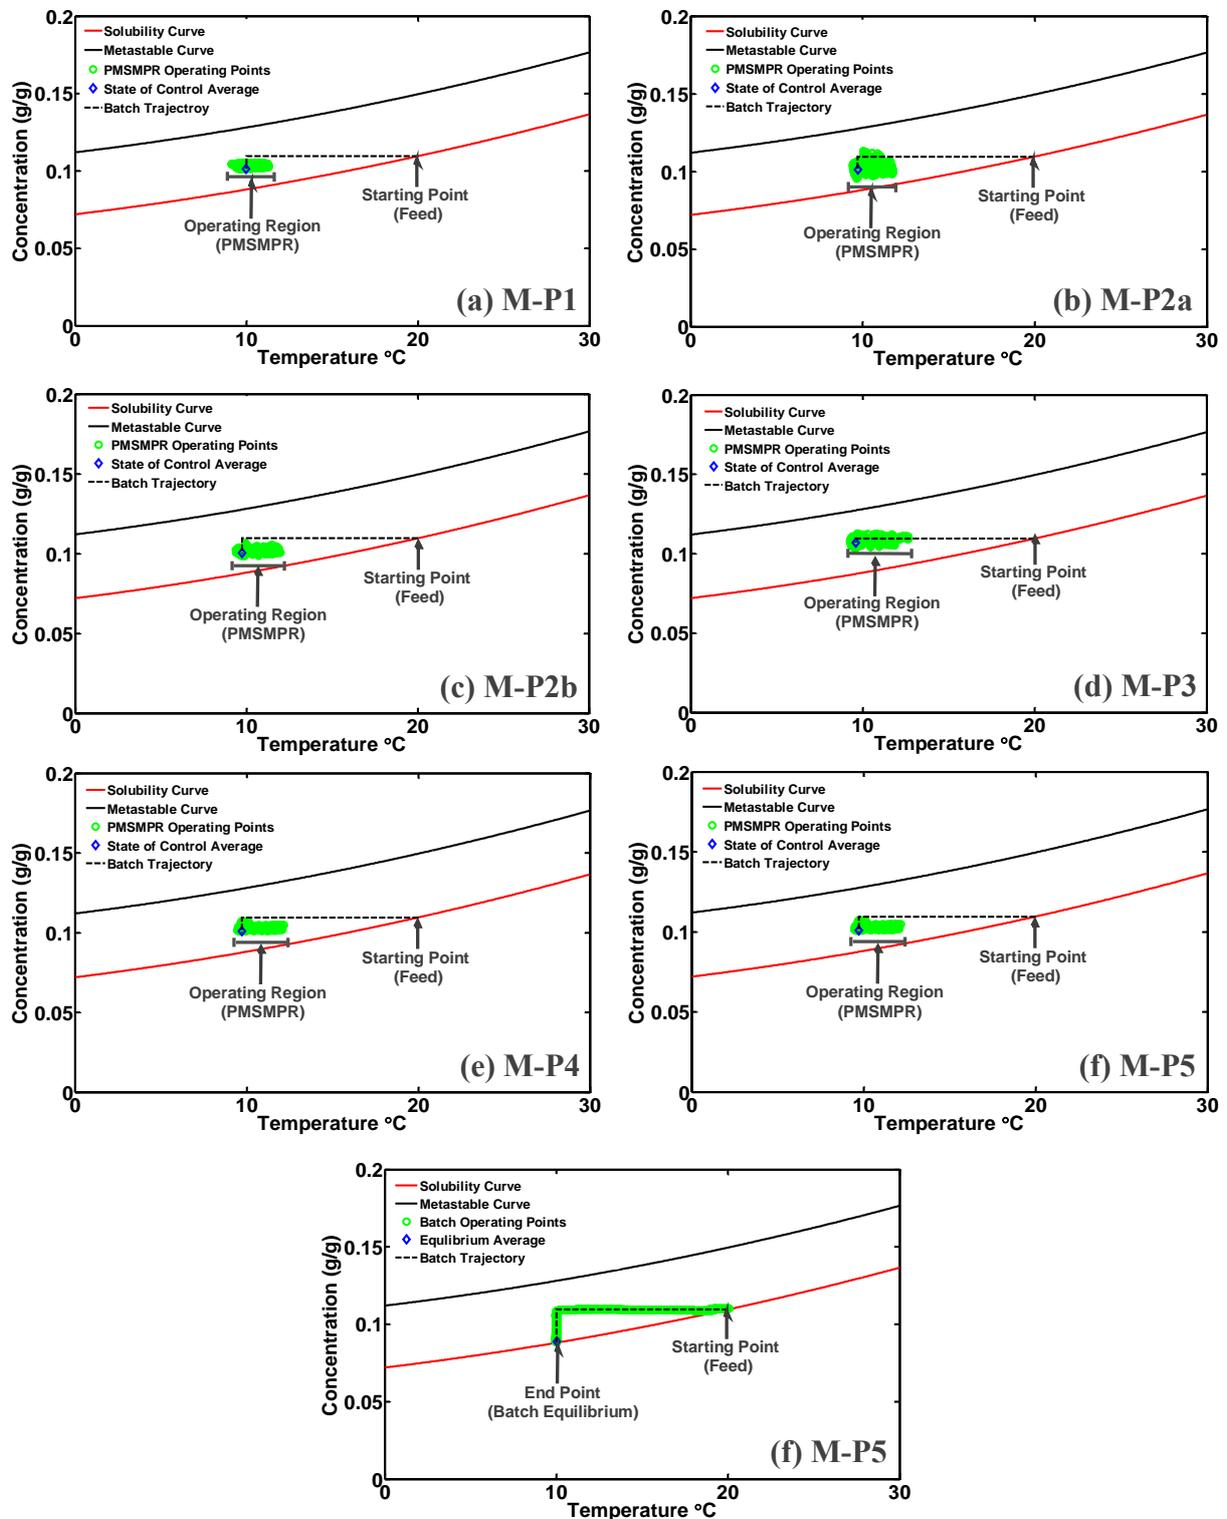 0.2
0.15
0.1
0.05
0
Concentration (g/g)
Solubility Curve
Metastable Curve
PMSMPR Operating Points
State of Control Average
Batch Trajectroy
Starting Point
(Feed)
Operating Region
(PMSMPR)
(a) M-P1
0
10
20
30
Temperature °C
0.2
0.15
0.1
0.05
0
Concentration (g/g)
Solubility Curve
Metastable Curve
PMSMPR Operating Points
State of Control Average
Batch Trajectory
Starting Point
(Feed)
Operating Region
(PMSMPR)
(b) M-P2a
0
10
20
30
Temperature °C
0.2
0.15
0.1
0.05
0
Concentration (g/g)
Solubility Curve
Metastable Curve
PMSMPR Operating Points
State of Control Average
Batch Trajectory
Starting Point
(Feed)
Operating Region
(PMSMPR)
(c) M-P2b
0
10
20
30
Temperature °C
0.2
0.15
0.1
0.05
0
Concentration (g/g)
Solubility Curve
Metastable Curve
PMSMPR Operating Points
State of Control Average
Batch Trajectory
Starting Point
(Feed)
Operating Region
(PMSMPR)
(d) M-P3
0
10
20
30
Temperature °C
0.2
0.15
0.1
0.05
0
Concentration (g/g)
Solubility Curve
Metastable Curve
PMSMPR Operating Points
State of Control Average
Batch Trajectory
Starting Point
(Feed)
Operating Region
(PMSMPR)
(e) M-P4
0
10
20
30
Temperature °C
0.2
0.15
0.1
0.05
0
Concentration (g/g)
Solubility Curve
Metastable Curve
PMSMPR Operating Points
State of Control Average
Batch Trajectory
Starting Point
(Feed)
Operating Region
(PMSMPR)
(f) M-P5
0
10
20
30
Temperature °C
0.2
0.15
0.1
0.05
0
Concentration (g/g)
Solubility Curve
Metastable Curve
Batch Operating Points
Equlibrium Average
Batch Trajectory
Starting Point
(Feed)
End Point
(Batch Equilibrium)
(f) M-P5
0
10
20
30
Temperature °C